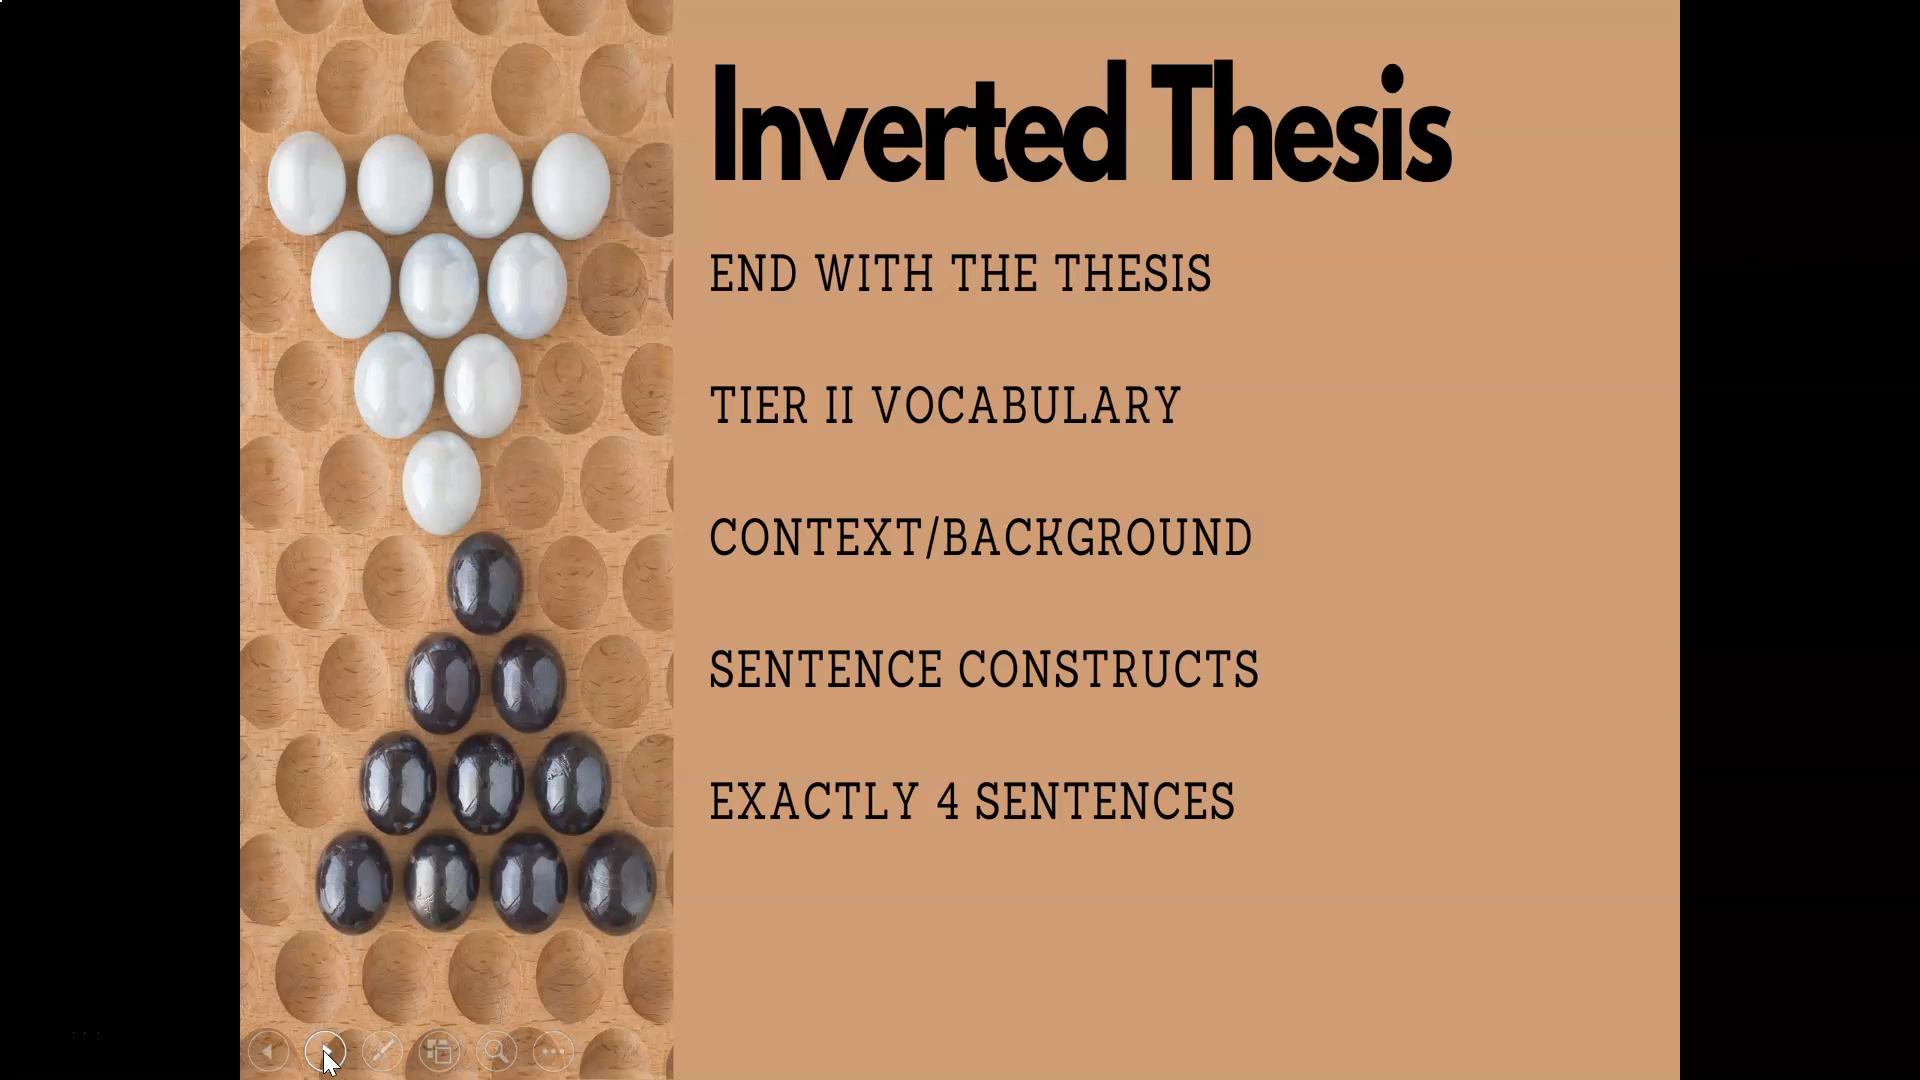 Inverted Thesis
END WITH THE THESIS
TIER II VOCABULARY
CONTEXT/BACKGROUND
SENTENCE CONSTRUCTS
EXACTLY 4 SENTENCES